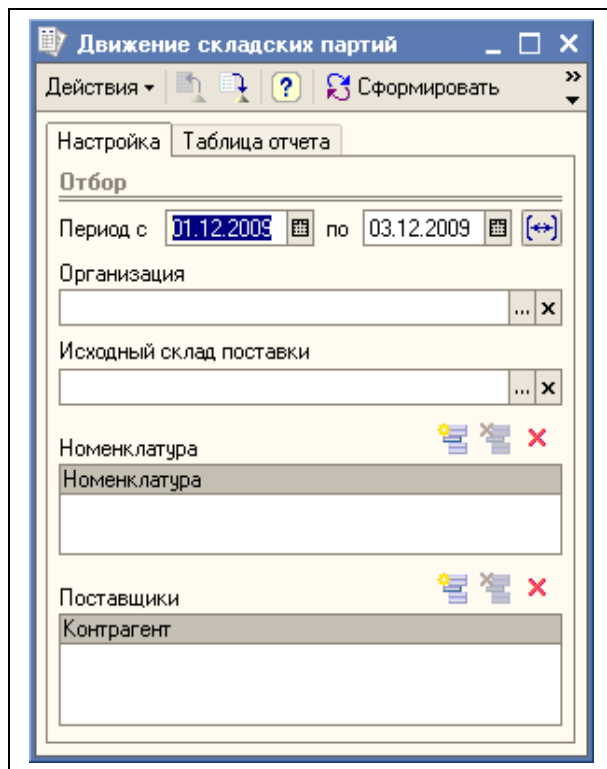 Движение складских партий
Действия ? Сформировать »
Настройка Таблица отчета
Отбор
Период с 01.12.2009 по 03.12.2009
Организация
... x
Исходный склад поставки
... x
Номенклатура
Номенклатура
Поставщики
Контрагент